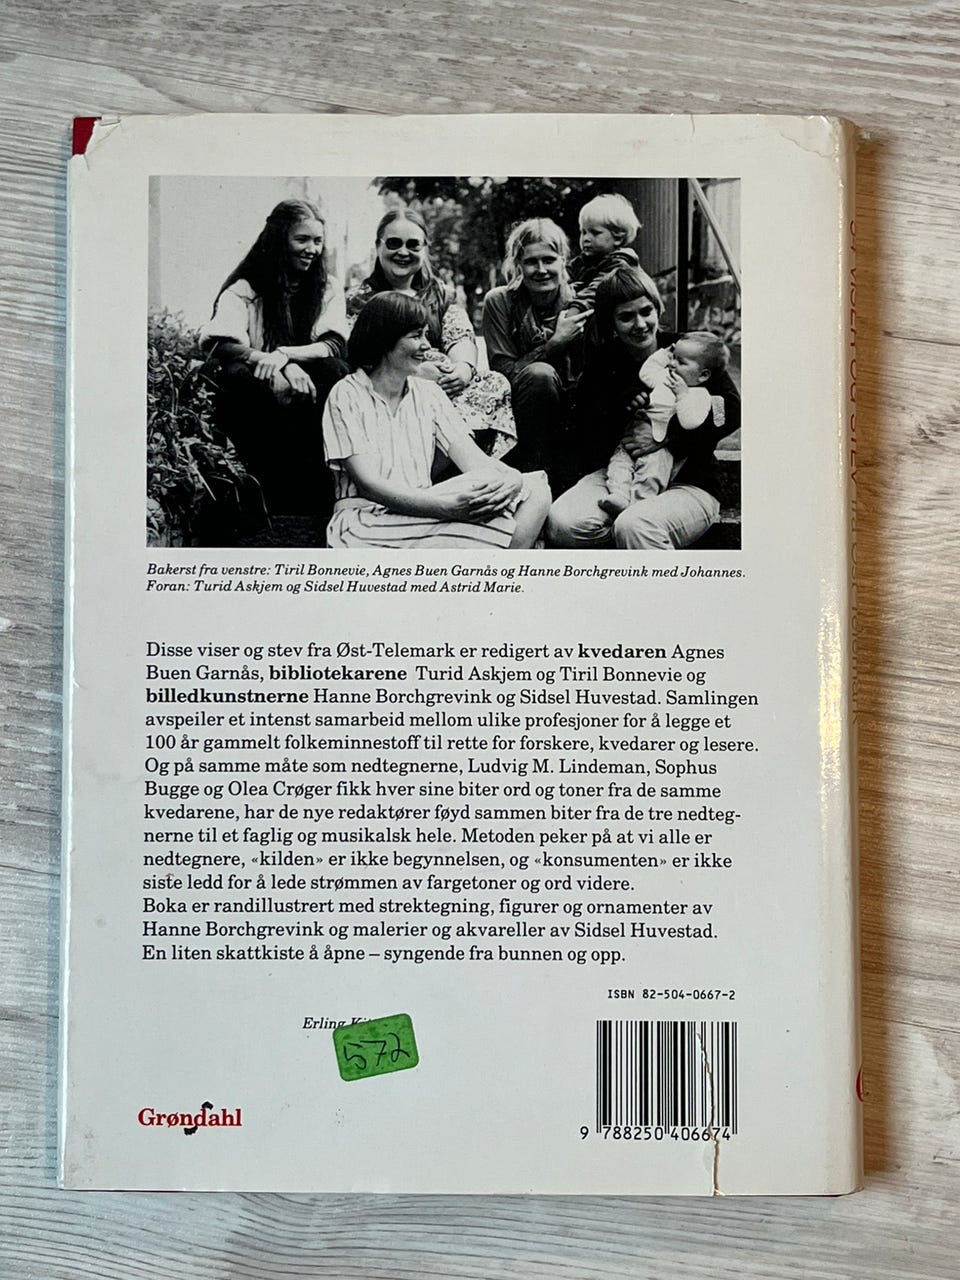 Bakerst fra venstre: Tiril Bonnevie, Agnes Buen Garnås og Hanne Borchgrevink med Johannes.
Foran: Turid Askjem og Sidsel Huvestad med Astrid Marie.
Disse viser og stev fra Øst-Telemark er redigert av kvedaren Agnes
Buen Garnås, bibliotekarene Turid Askjem og Tiril Bonnevie og
billedkunstnerne Hanne Borchgrevink og Sidsel Huvestad. Samlingen
avspeiler et intenst samarbeid mellom ulike profesjoner for å legge et
100 år gammelt folkeminnestoff til rette for forskere, kvedarer og lesere.
Og på samme måte som nedtegnerne, Ludvig M. Lindeman, Sophus
Bugge og Olea Crøger fikk hver sine biter ord og toner fra de samme
kvedarene, har de nye redaktører føyd sammen biter fra de tre nedteg-
nerne til et faglig og musikalsk hele. Metoden peker på at vi alle er
nedtegnere, «kilden» er ikke begynnelsen, og «konsumenten» er ikke
siste ledd for å lede strømmen av fargetoner og ord videre.
Boka er randillustrert med strektegning, figurer og ornamenter av
Hanne Borchgrevink og malerier og akvareller av Sidsel Huvestad.
En liten skattkiste å åpne – syngende fra bunnen og opp.
ISBN 82-504-0667-2
Erling
572
Grøndahl
9 788250 406674
VISER OG STEV fra Øst-Telemark